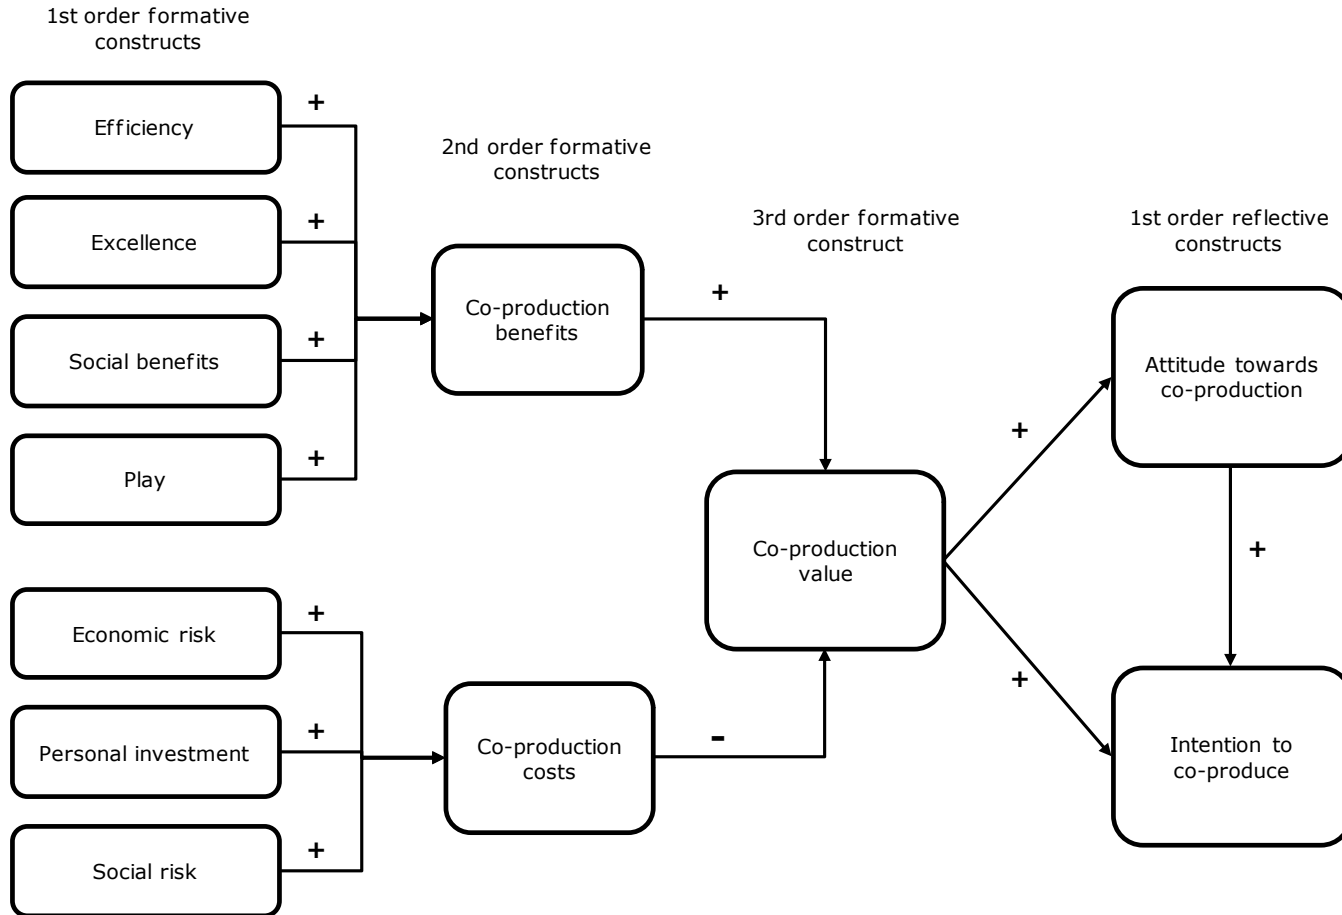 1st order formative
constructs
Efficiency
+
Excellence
+
Social benefits
+
Play
+
Economic risk
+
Personal investment
+
Social risk
+
2nd order formative
constructs
Co-production
benefits
+
Co-production
costs
-
3rd order formative
construct
Co-production
value
+
+
1st order reflective
constructs
Attitude towards
co-production
+
Intention to
co-produce